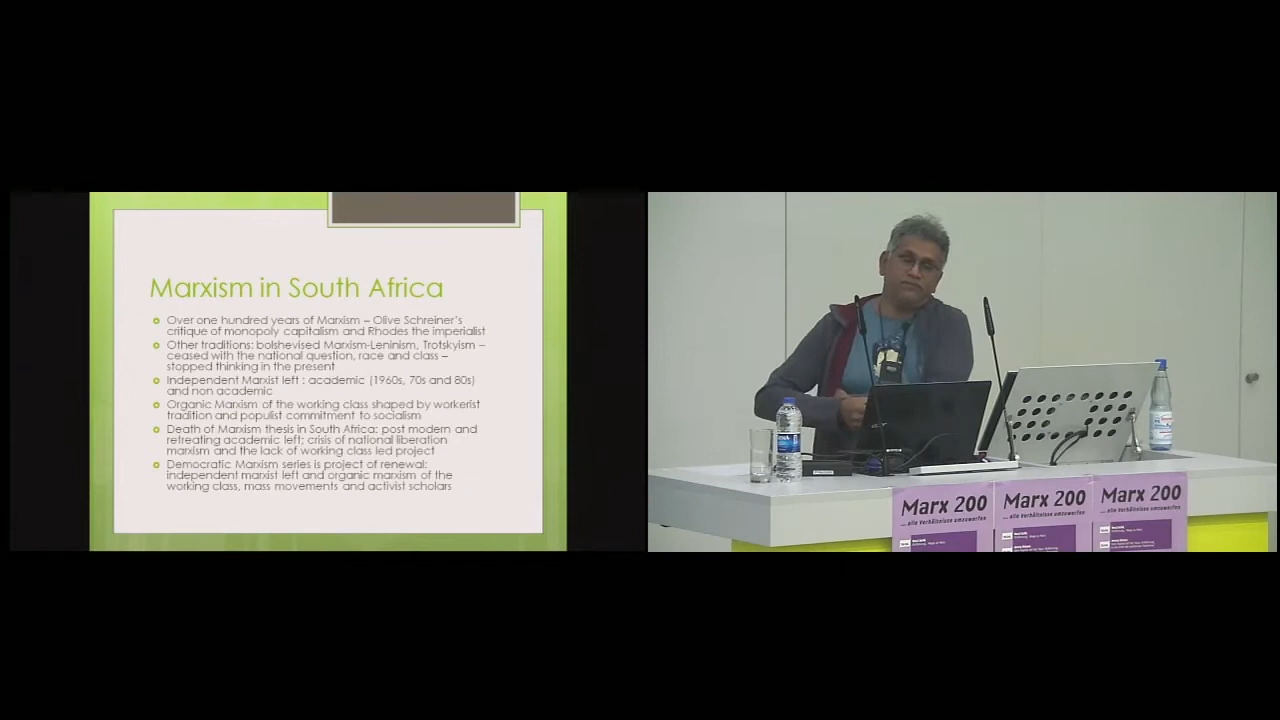 Marxism in South Africa
Over one hundred years of Marxism – Olive Schreiner's
critique of monopoly capitalism and Rhodes the imperialist
Other traditions: bolshevised Marxism-Leninism, Trotskyism –
ceased with the national question, race and class –
stopped thinking in the present
Independent Marxist left : academic (1960s, 70s and 80s)
and non academic
Organic Marxism of the working class shaped by workerist
tradition and populist commitment to socialism
Death of Marxism thesis in South Africa: post modern and
retreating academic left; crisis of national liberation
marxism and the lack of working class led project
Democratic Marxism series is project of renewal:
independent marxist left and organic marxism of the
working class, mass movements and activist scholars
Marx 200
... alle Verhältnisse umzuwerfen
Marx 200
... alle Verhältnisse umzuwerfen
Marx 200
... alle Verhältnisse umzuwerfen